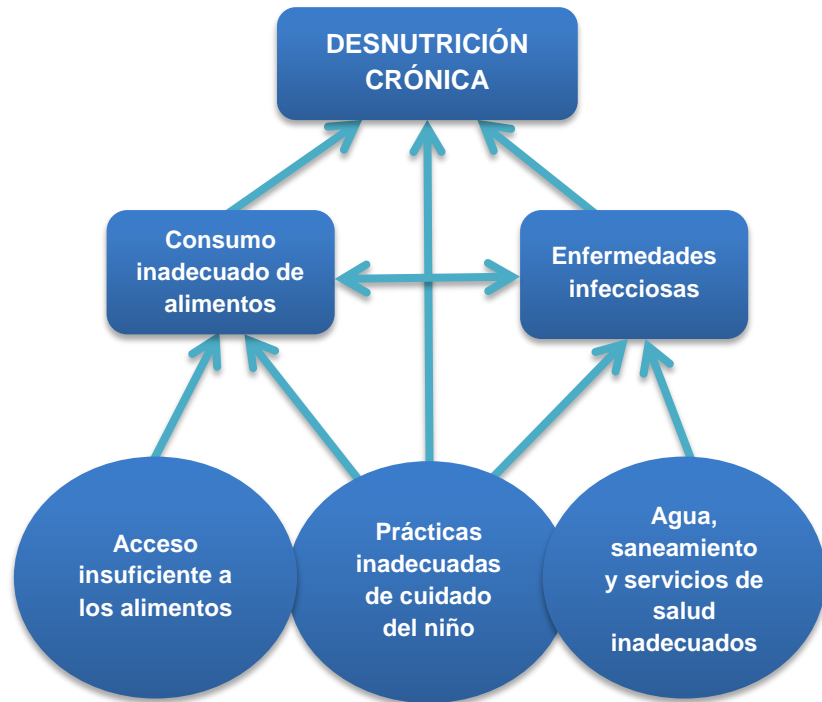 DESNUTRICIÓN
CRÓNICA
Consumo
inadecuado de
alimentos
Enfermedades
infecciosas
Acceso
insuficiente a
los alimentos
Prácticas
inadecuadas
de cuidado
del niño
Agua,
saneamiento
y servicios de
salud
inadecuados